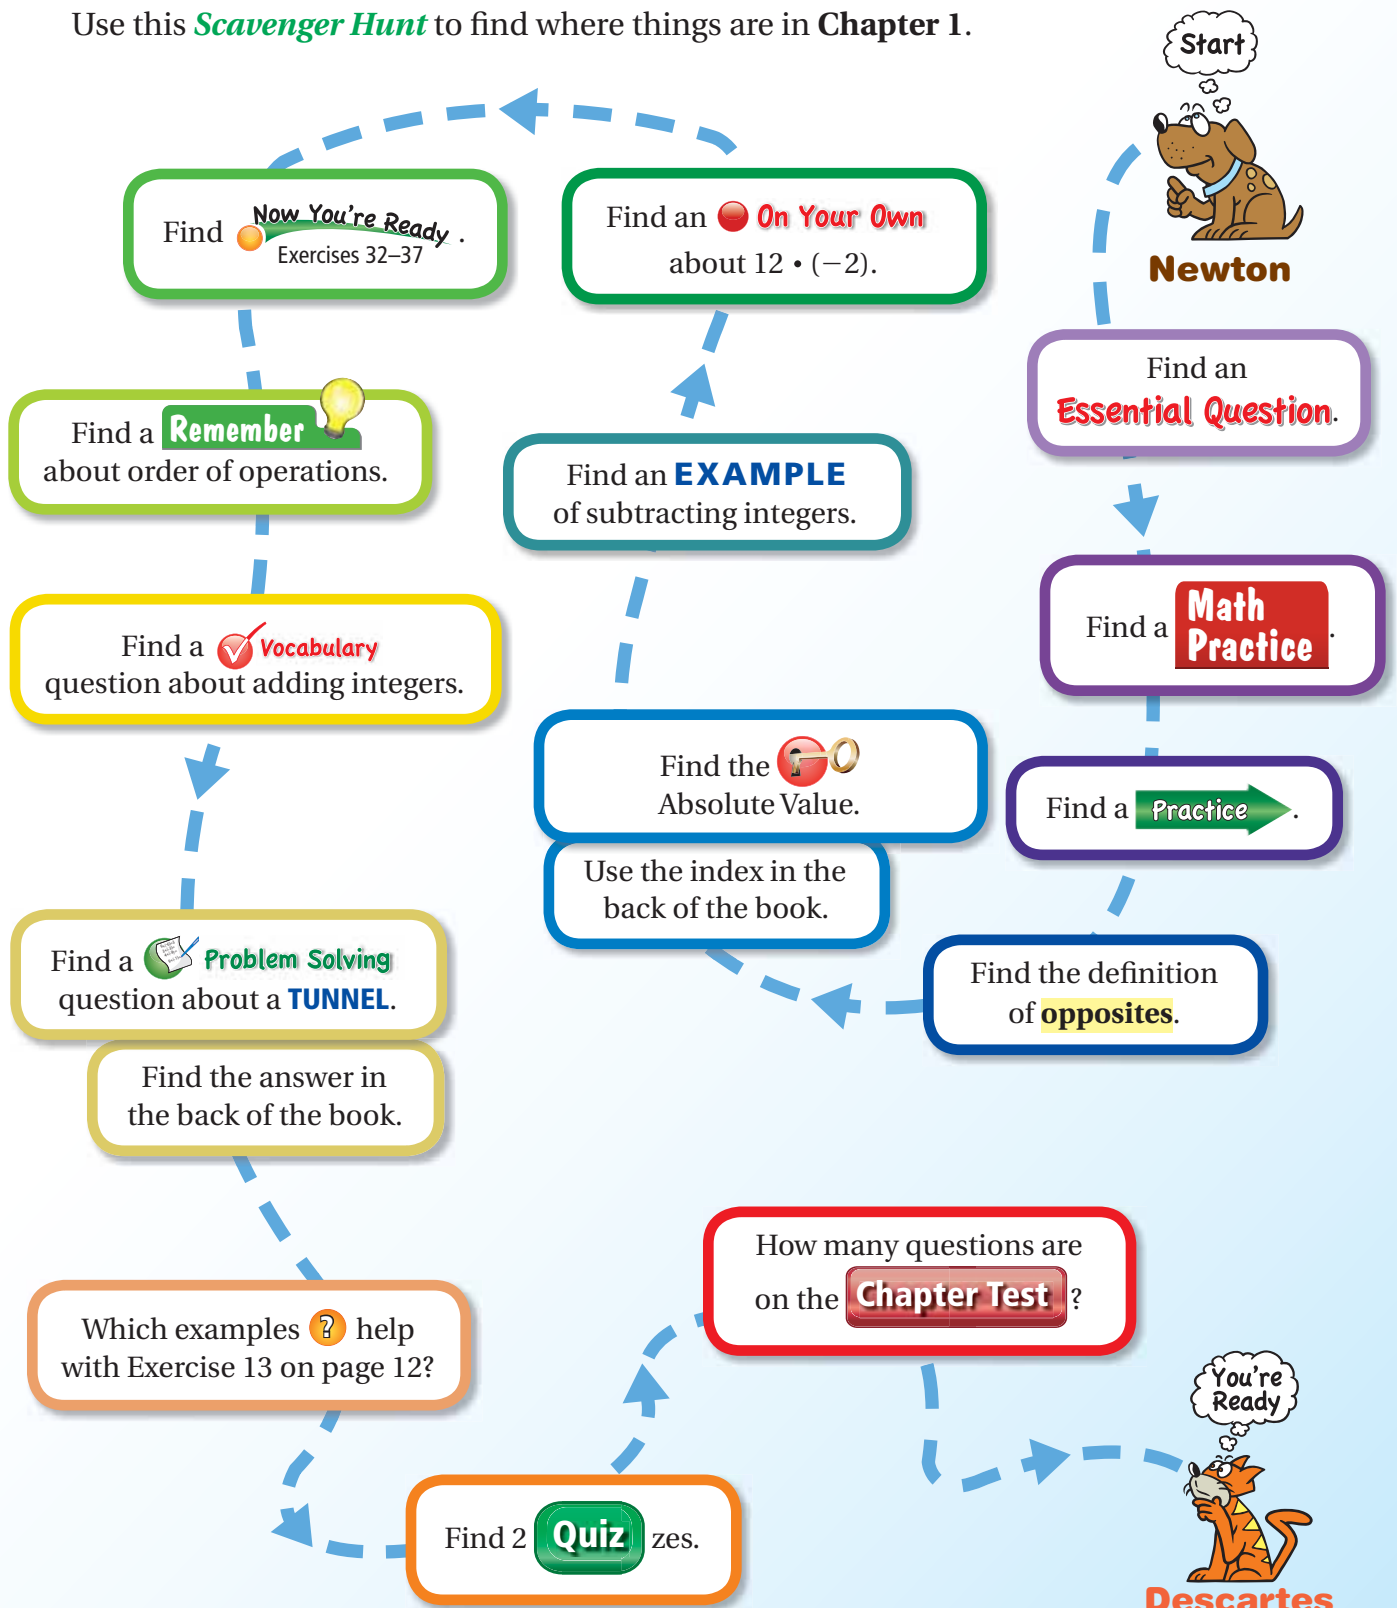 Use this Scavenger Hunt to find where things are in Chapter 1.
Start
Newton
Find an
Essential Question.
Find a Math
Practice.
Find a Practice.
Find the definition
of opposites.
Find the
Absolute Value.
Use the index in the
back of the book.
Find an EXAMPLE
of subtracting integers.
Find an On Your Own
about 12 • (−2).
Find Now You're Ready.
Exercises 32–37
Find a Remember
about order of operations.
Find a Vocabulary
question about adding integers.
Find a Problem Solving
question about a TUNNEL.
Find the answer in
the back of the book.
Which examples ? help
with Exercise 13 on page 12?
Find 2 Quiz zes.
How many questions are
on the Chapter Test ?
You're
Ready
Descartes